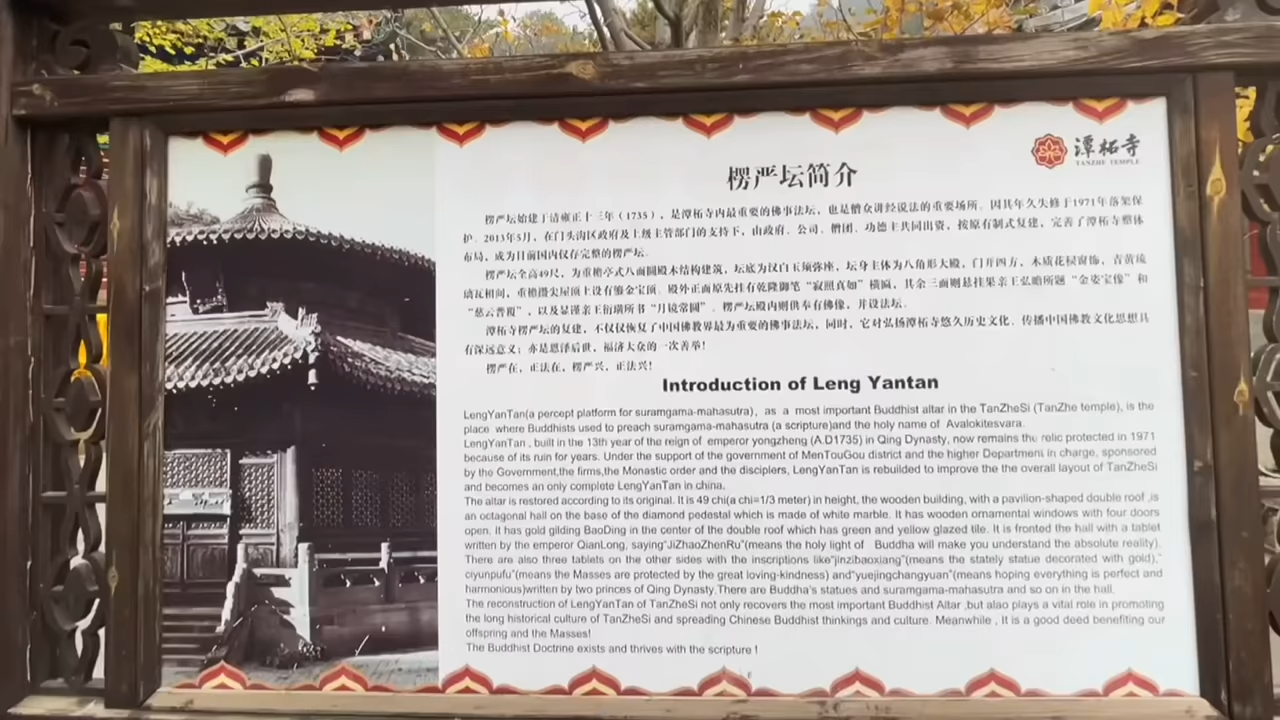 潭柘寺
TANZHE TEMPLE
楞严坛简介
楞严坛始建于清雍正十三年(1735),是潭柘寺内最重要的佛事法坛,也是僧众讲经说法的重要场所。因其年久失修于1971年落架保
护。2013年5月,在门头沟区政府及上级主管部门的支持下,由政府、公司、僧团、功德主共同出资,按原有制式复建,完善了潭柘寺整体
布局,成为目前国内仅存完整的楞严坛。
楞严坛全高49尺,为重檐亭式八面圆殿木结构建筑,坛底为汉白玉须弥座,坛身主体为八角形大殿,门开四方,木质花棂窗饰,青黄琉
璃瓦相间,重檐攒尖屋顶上设有鎏金宝顶。殿外正面原先挂有乾隆御笔“寂照真如”横匾,其余三面则悬挂果亲王弘瞻所题“金姿宝像”和
“慈云普覆”,以及显谨亲王衍璜所书“月镜常圆”。楞严坛殿内则供奉有佛像,并设法坛。
潭柘寺楞严坛的复建,不仅仅恢复了中国佛教界最为重要的佛事法坛,同时,它对弘扬潭柘寺悠久历史文化、传播中国佛教文化思想具
有深远意义;亦是恩泽后世,福济大众的一次善举!
楞严在,正法在,楞严兴,正法兴!
Introduction of Leng Yantan
LengYanTan(a percept platform for suramgama-mahasutra), as a most important Buddhist altar in the TanZheSi (TanZhe temple), is the
place where Buddhists used to preach suramgama-mahasutra (a scripture)and the holy name of Avalokitesvara.
LengYanTan , built in the 13th year of the reign of emperor yongzheng (A.D1735) in Qing Dynasty, now remains the relic protected in 1971
because of its ruin for years. Under the support of the government of MenTouGou district and the higher Department in charge, sponsored
by the Government,the firms,the Monastic order and the disciplers, LengYanTan is rebuilded to improve the the overall layout of TanZheSi
and becomes an only complete LengYanTan in china.
The altar is restored according to its original. It is 49 chi(a chi=1/3 meter) in height, the wooden building, with a pavilion-shaped double roof ,is
an octagonal hall on the base of the diamond pedestal which is made of white marble. It has wooden ornamental windows with four doors
open. It has gold gilding BaoDing in the center of the double roof which has green and yellow glazed tile. It is fronted the hall with a tablet
written by the emperor QianLong, saying“JiZhaoZhenRu”(means the holy light of Buddha will make you understand the absolute reality).
There are also three tablets on the other sides with the inscriptions like“jinzibaoxiang”(means the stately statue decorated with gold),“
ciyunpufu”(means the Masses are protected by the great loving-kindness) and“yuejingchangyuan”(means hoping everything is perfect and
harmonious)written by two princes of Qing Dynasty.There are Buddha's statues and suramgama-mahasutra and so on in the hall.
The reconstruction of LengYanTan of TanZheSi not only recovers the most important Buddhist Altar ,but also plays a vital role in promoting
the long historical culture of TanZheSi and spreading Chinese Buddhist thinkings and culture. Meanwhile , It is a good deed benefiting our
offspring and the Masses!
The Buddhist Doctrine exists and thrives with the scripture !